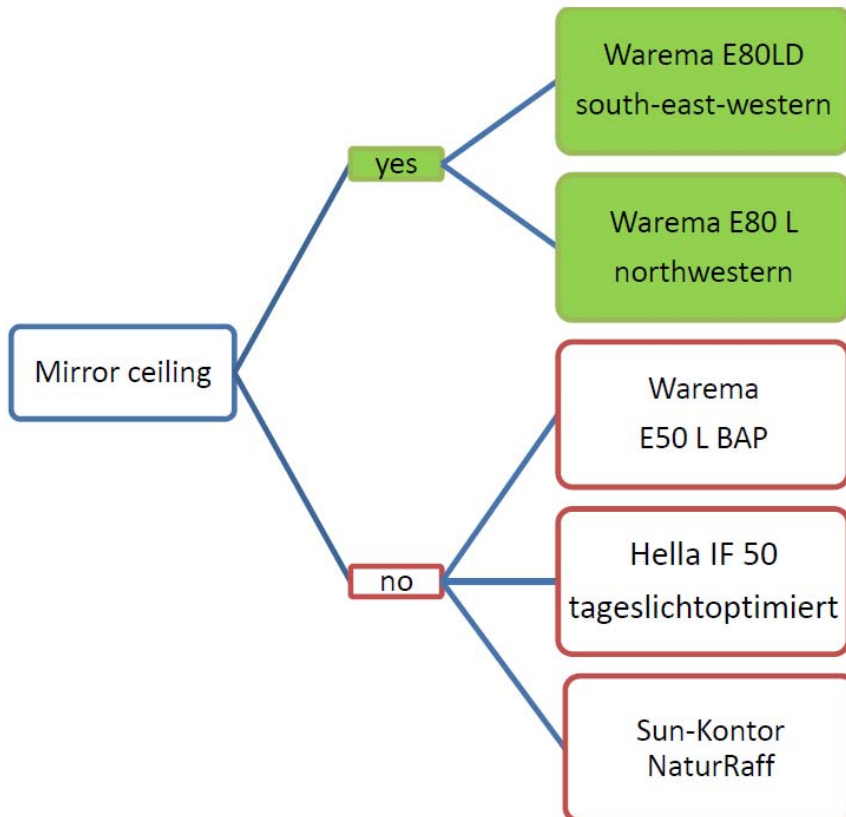 Warema E80LD
south-east-western
yes
Warema E80 L
northwestern
Mirror ceiling
Warema
E50 L BAP
Hella IF 50
tageslichtoptimiert
no
Sun-Kontor
NaturRaff